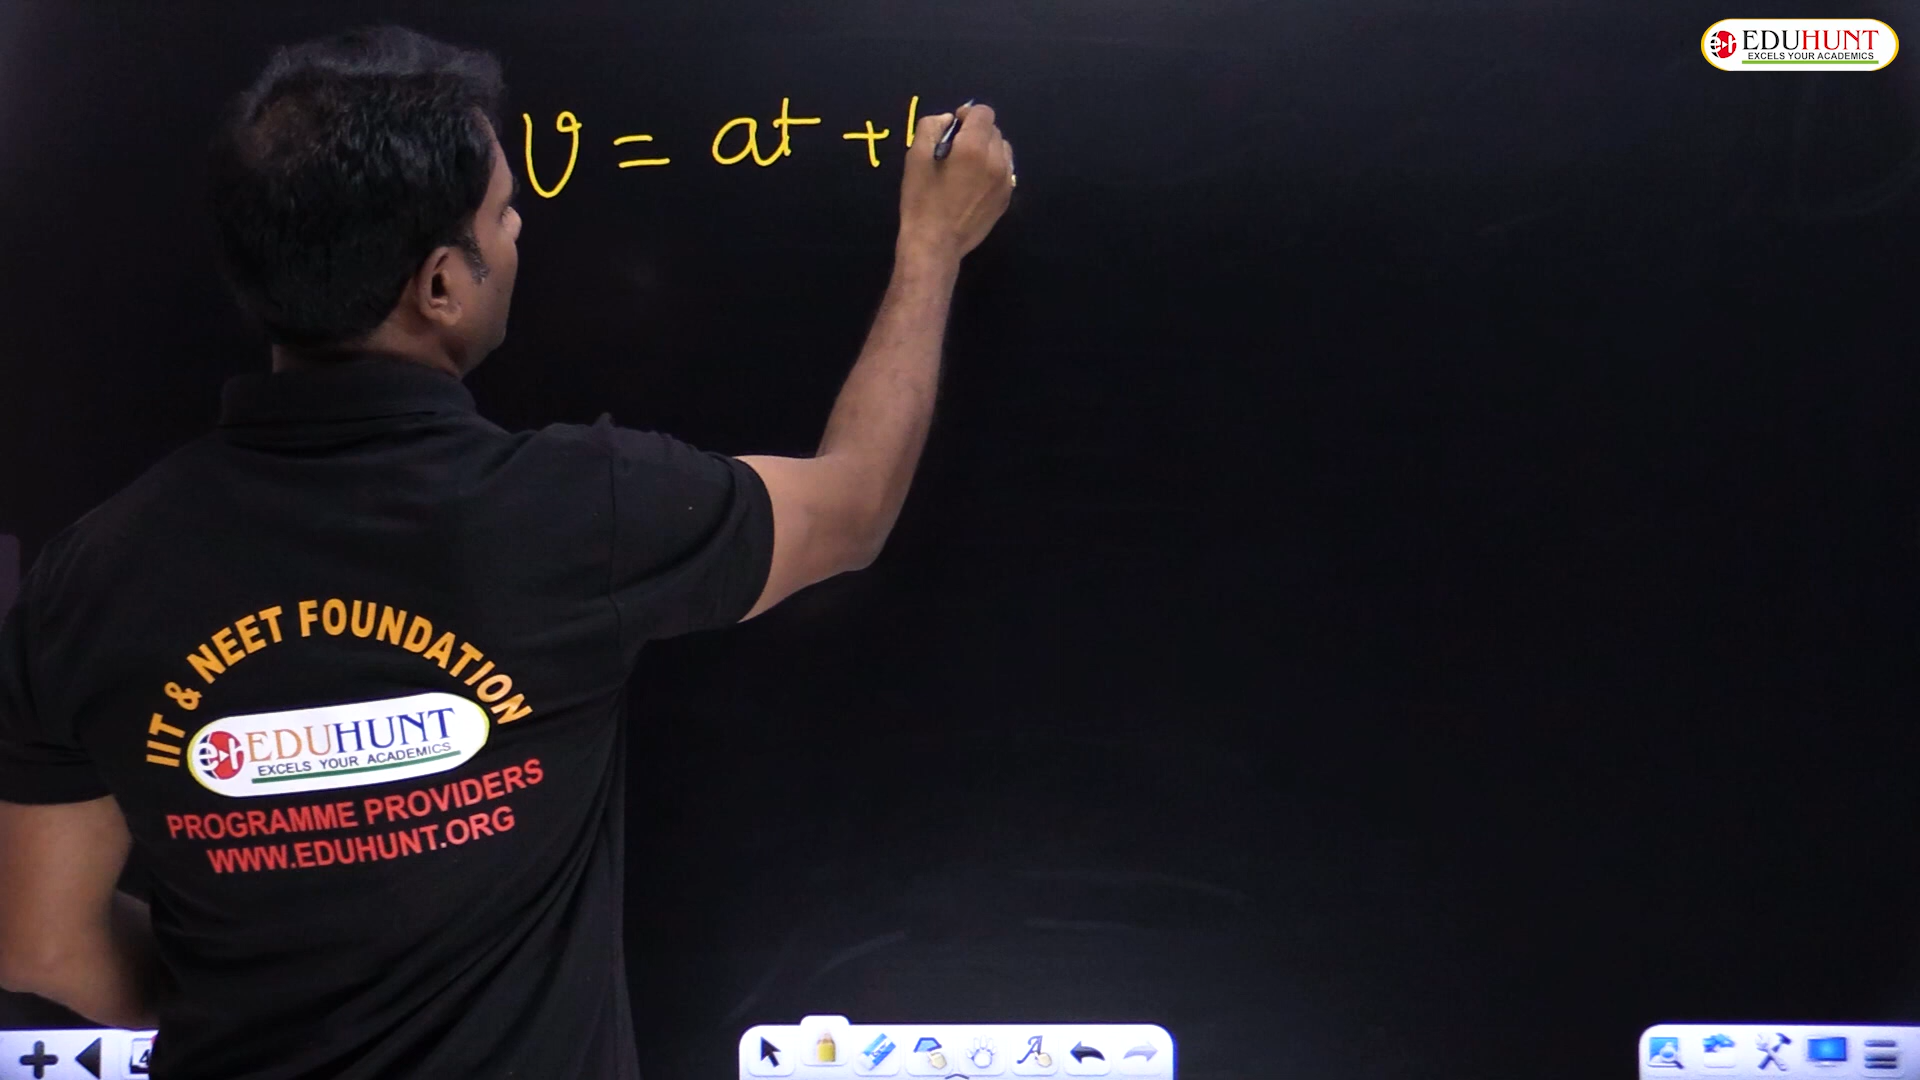 v = at +
EDUHUNT
EXCELS YOUR ACADEMICS
IIT & NEET FOUNDATION
EDUHUNT
EXCELS YOUR ACADEMICS
PROGRAMME PROVIDERS
WWW.EDUHUNT.ORG